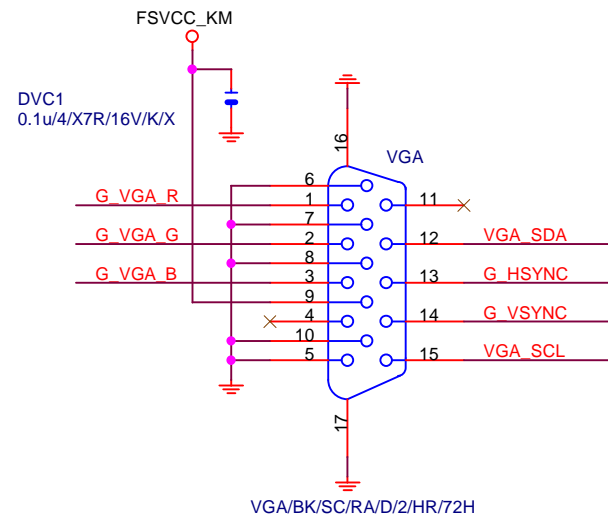 FSVCC_KM
DVC1
0.1u/4/X7R/16V/K/X
16
VGA
6
G_VGA_R 1 11
7
G_VGA_G 2 12 VGA_SDA
8
G_VGA_B 3 13 G_HSYNC
9
4 14 G_VSYNC
10
5 15 VGA_SCL
17
VGA/BK/SC/RA/D/2/HR/72H